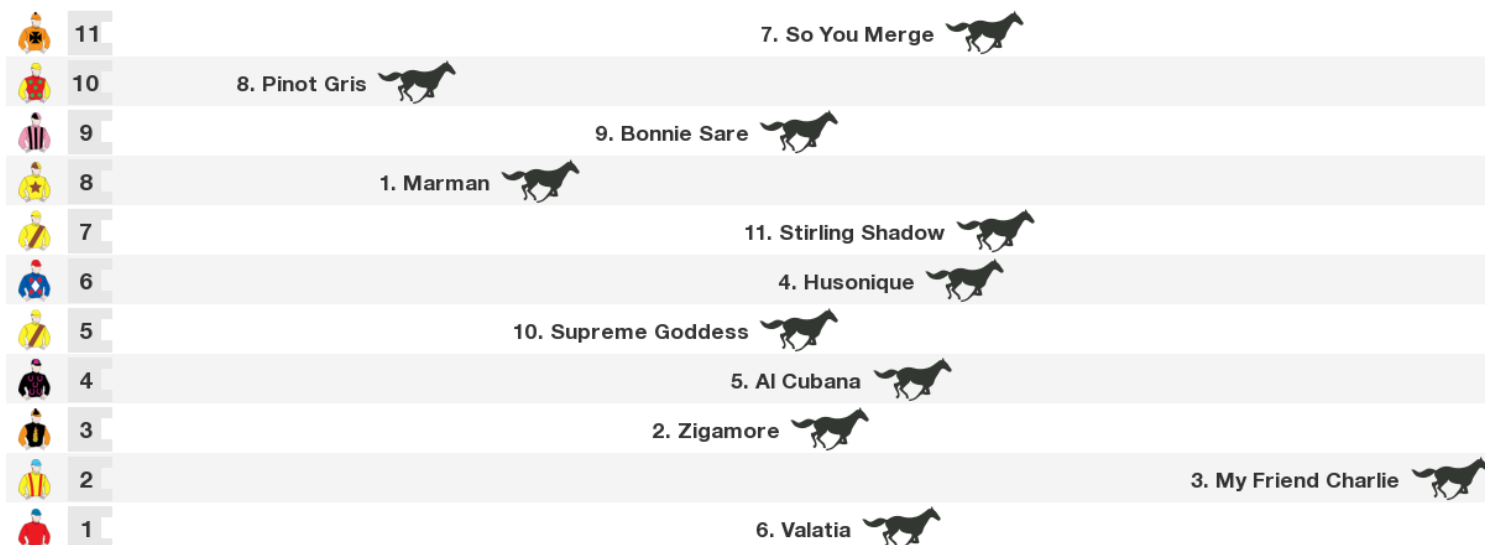 11 7. So You Merge
10 8. Pinot Gris
9 9. Bonnie Sare
8 1. Marman
7 11. Stirling Shadow
6 4. Husonique
5 10. Supreme Goddess
4 5. Al Cubana
3 2. Zigamore
2 3. My Friend Charlie
1 6. Valatia